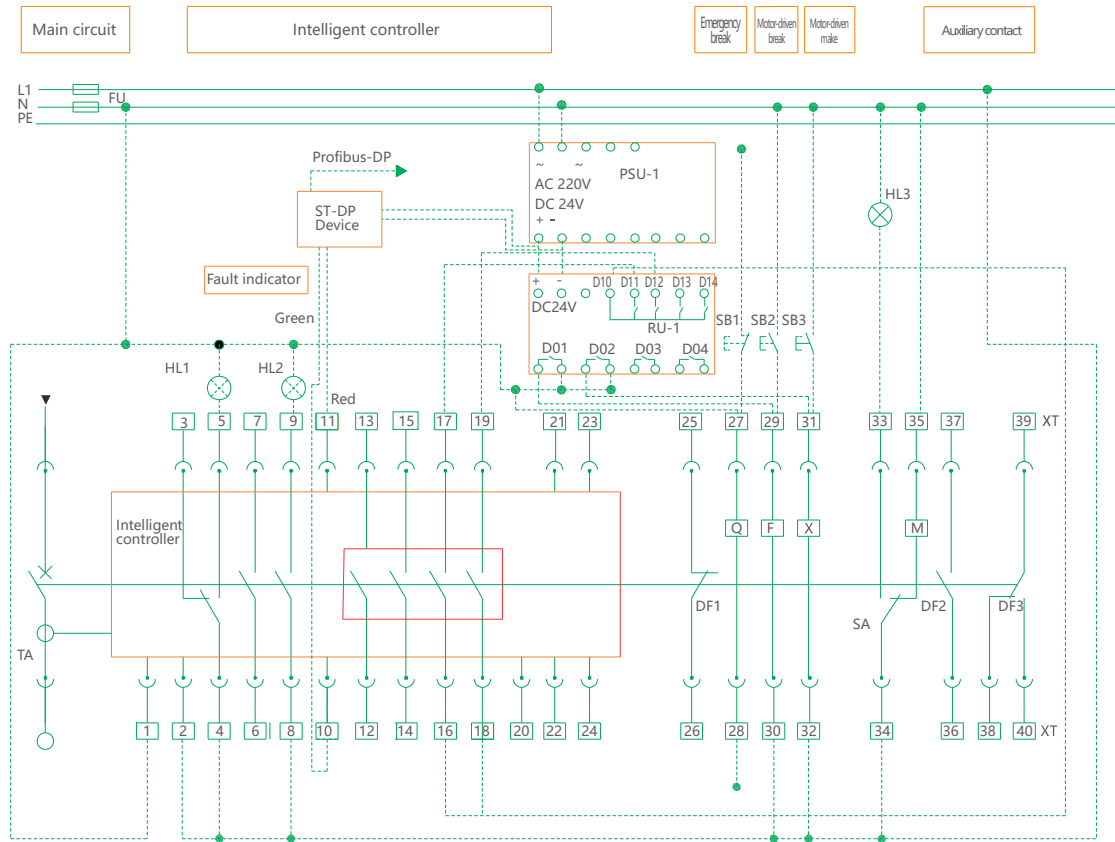 Main circuit
Intelligent controller
Emergency
break
Motor-driven
break
Motor-driven
make
Auxiliary contact
L1
N
PE
FU
Profibus-DP
ST-DP
Device
~ ~
AC 220V
DC 24V
+ -
PSU-1
HL3
Fault indicator
Green
+ - D10 D11 D12 D13 D14
DC24V
RU-1
D01 D02 D03 D04
SB1 SB2 SB3
HL1 HL2
Red
3 5 7 9 11 13 15 17 19 21 23 25 27 29 31 33 35 37 39 XT
Intelligent
controller
Q F X M
DF1 SA DF2 DF3
TA
1 2 4 6 8 10 12 14 16 18 20 22 24 26 28 30 32 34 36 38 40 XT